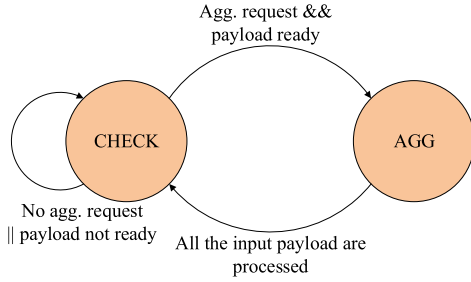 Agg. request &&
payload ready
CHECK
AGG
No agg. request
|| payload not ready
All the input payload are
processed